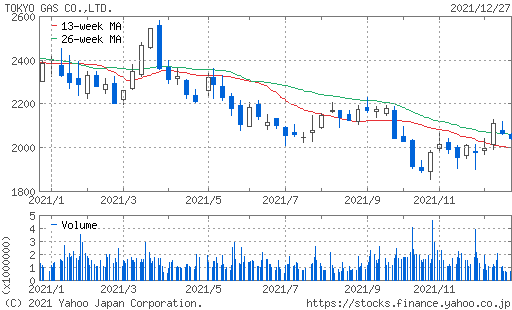 TOKYO GAS CO.,LTD. 2021/12/27
2600
13-week MA
26-week MA
2400
2200
2000
1800
2021/1 2021/3 2021/5 2021/7 2021/9 2021/11
5
Volume
4
3
2
1
0
(x1000000)
2021/1 2021/3 2021/5 2021/7 2021/9 2021/11
(C) 2021 Yahoo Japan Corporation. https://stocks.finance.yahoo.co.jp/